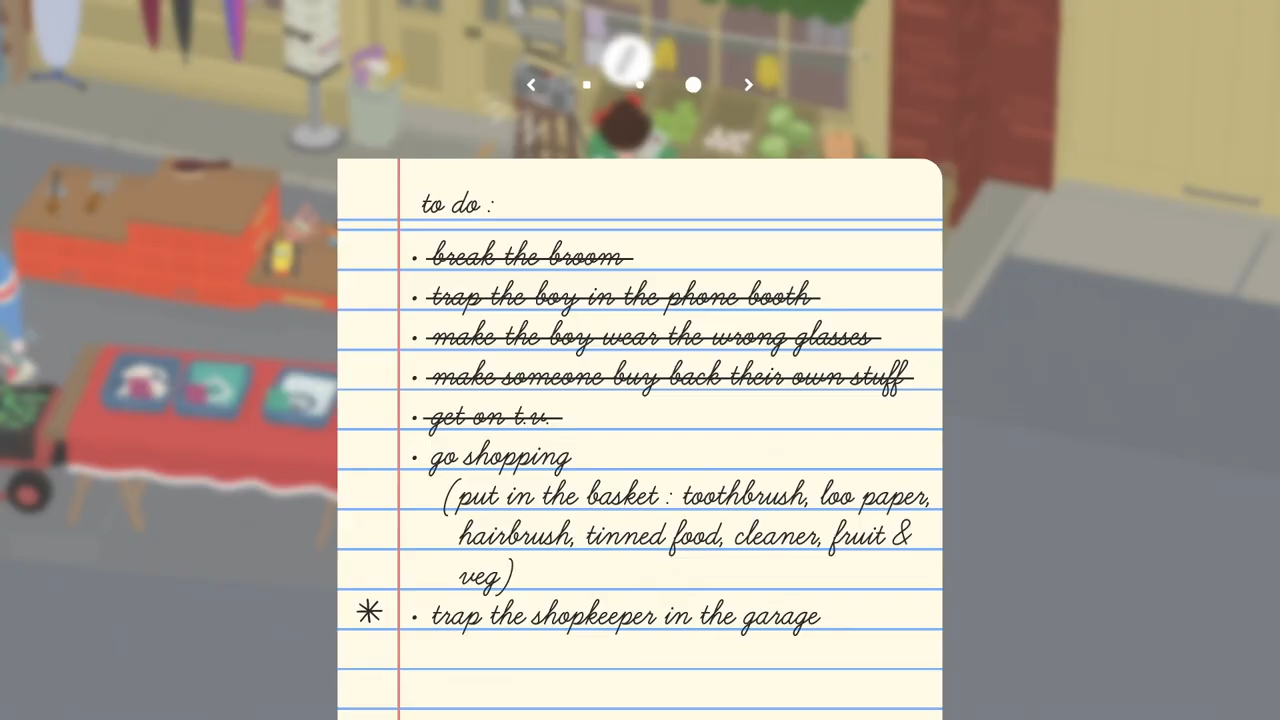 to do :
• break the broom
• trap the boy in the phone booth
• make the boy wear the wrong glasses
• make someone buy back their own stuff
• get on t.v.
• go shopping
(put in the basket : toothbrush, loo paper,
hairbrush, tinned food, cleaner, fruit &
veg)
* • trap the shopkeeper in the garage